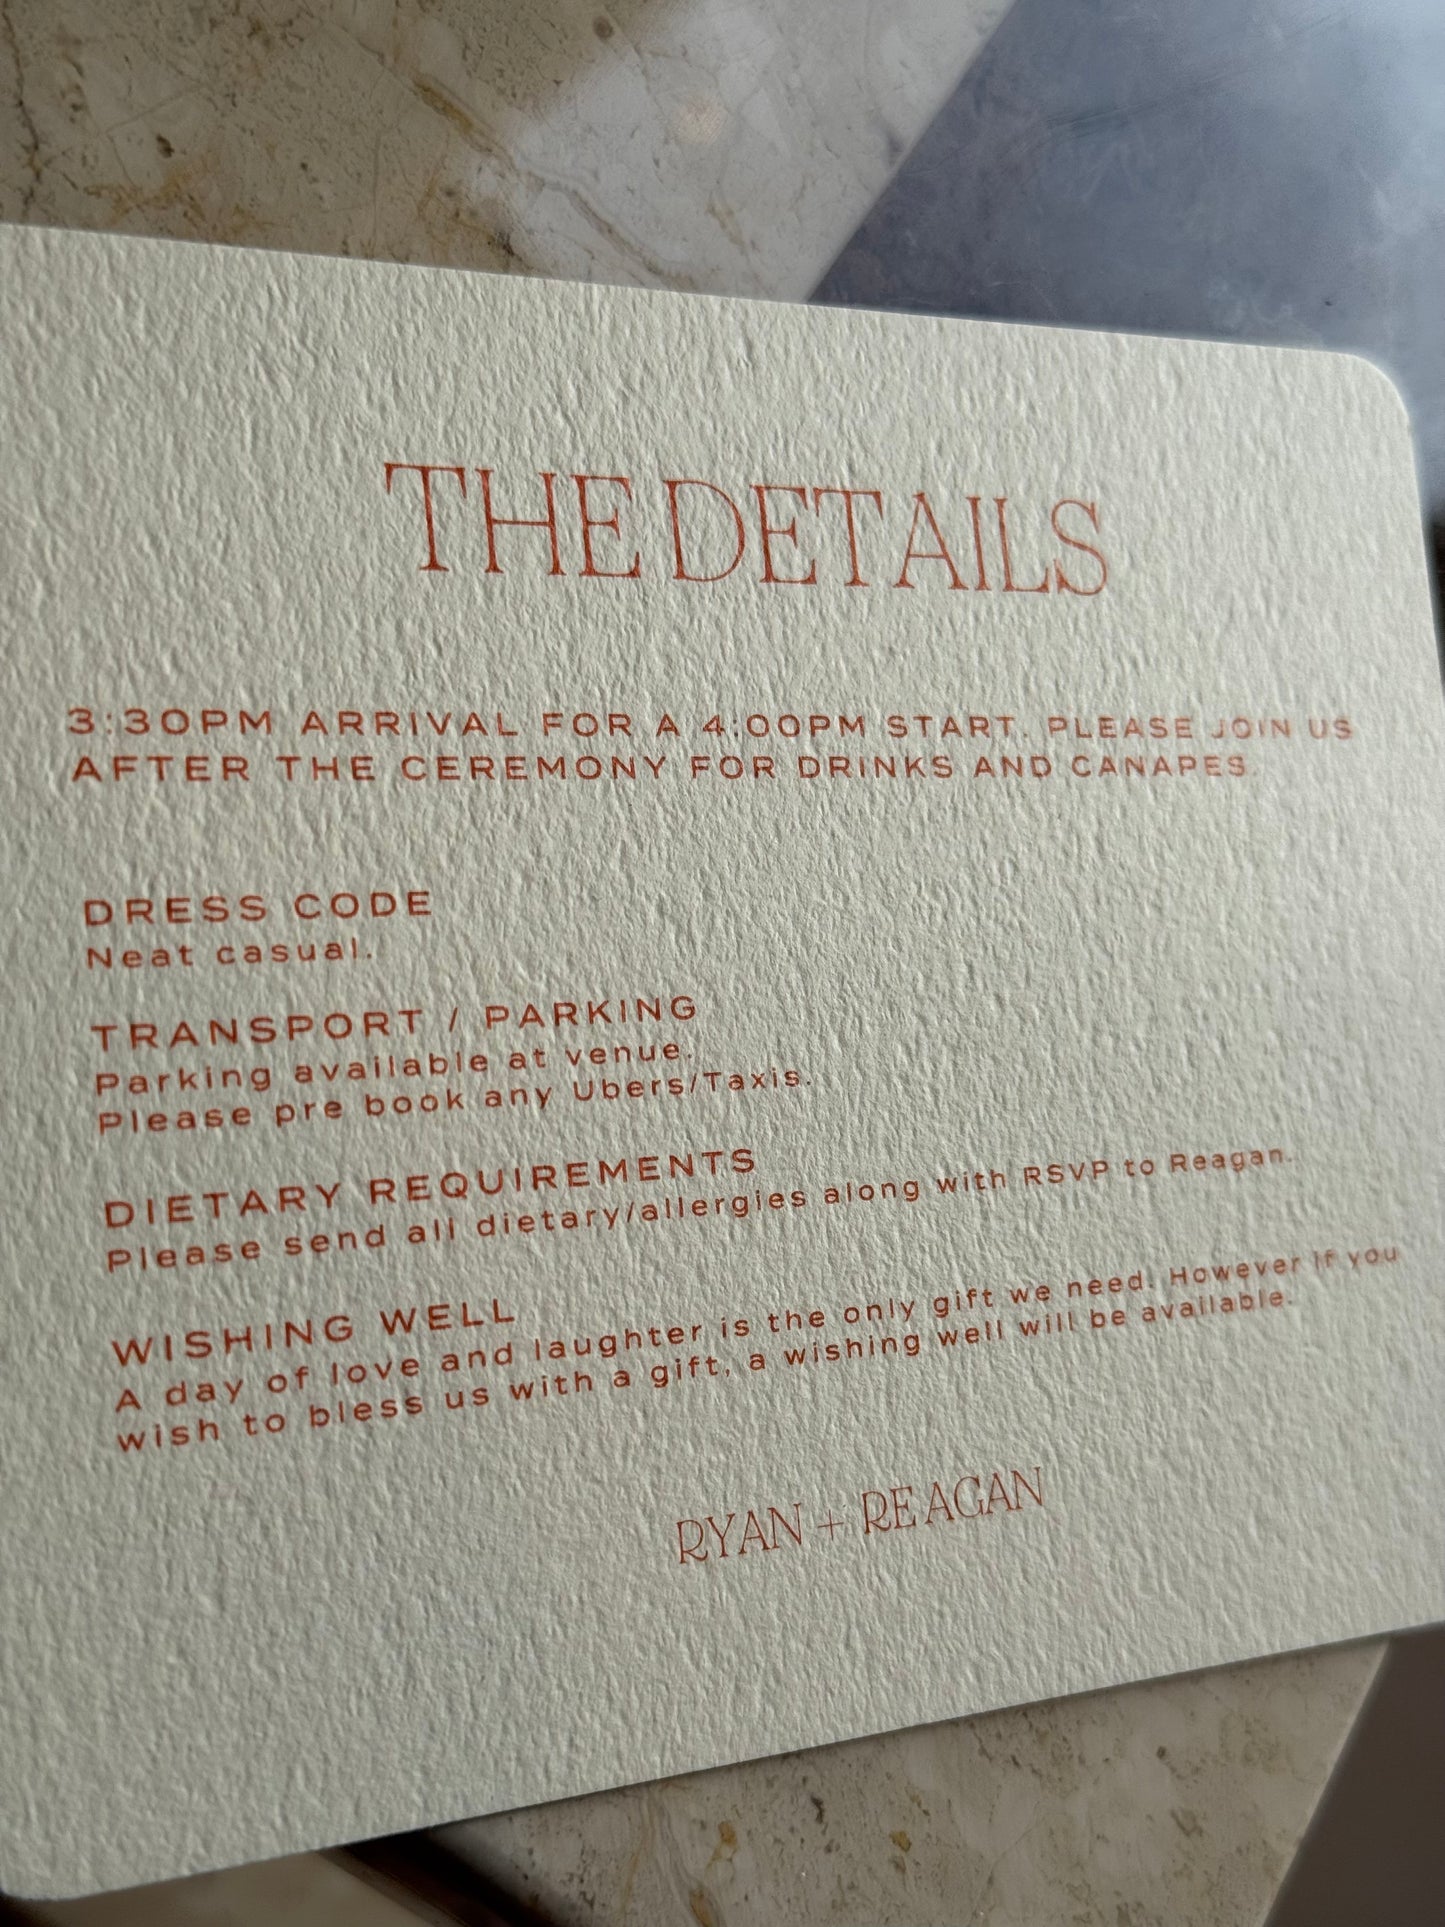 THE DETAILS
3:30PM ARRIVAL FOR A 4:00PM START. PLEASE JOIN US
AFTER THE CEREMONY FOR DRINKS AND CANAPES.
DRESS CODE
Neat casual.
TRANSPORT / PARKING
Parking available at venue.
Please pre book any Ubers/Taxis.
DIETARY REQUIREMENTS
Please send all dietary/allergies along with RSVP to Reagan.
WISHING WELL
A day of love and laughter is the only gift we need. However if you
wish to bless us with a gift, a wishing well will be available.
RYAN + REAGAN